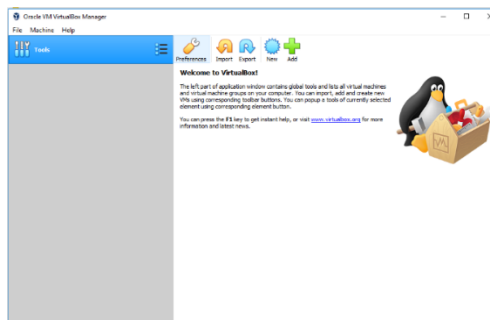 Oracle VM VirtualBox Manager
File Machine Help
Tools
Preferences Import Export New Add
Welcome to VirtualBox!
The left part of application window contains global tools and lists all virtual machines
and virtual machine groups on your computer. You can import, add and create new
VMs using corresponding toolbar buttons. You can popup a tools of currently selected
element using corresponding element button.
You can press the F1 key to get instant help, or visit www.virtualbox.org for more
information and latest news.